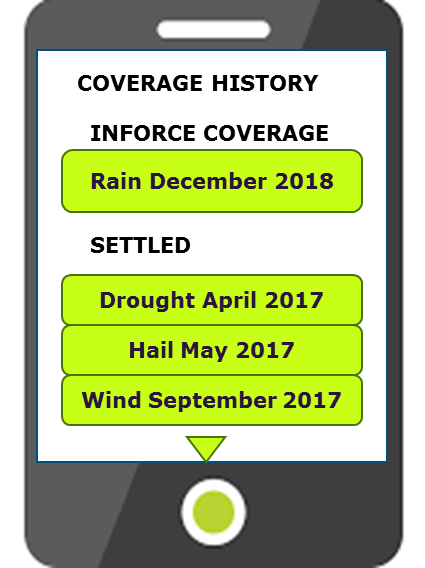 COVERAGE HISTORY
INFORCE COVERAGE
Rain December 2018
SETTLED
Drought April 2017
Hail May 2017
Wind September 2017